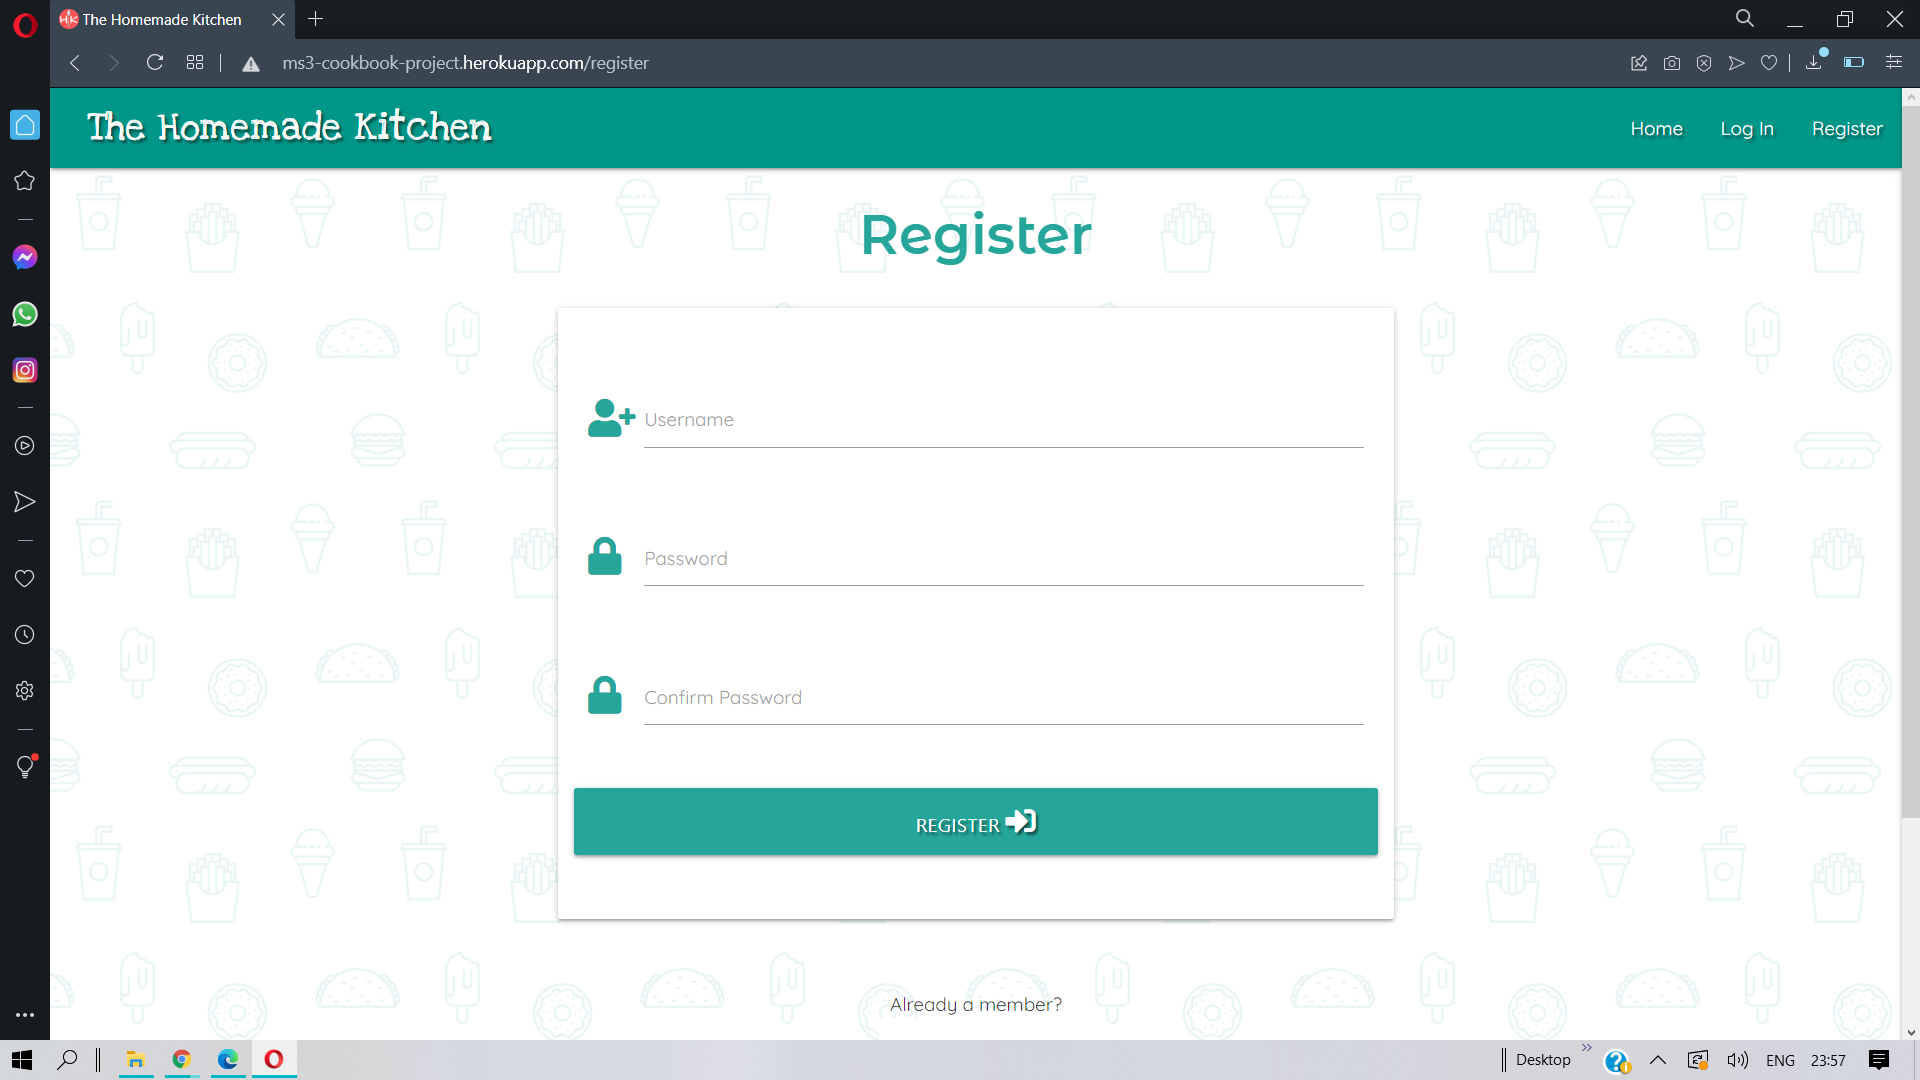 The Homemade Kitchen
ms3-cookbook-project.herokuapp.com/register
The Homemade Kitchen
Home Log In Register
Register
Username
Password
Confirm Password
REGISTER
Already a member?
Desktop ENG 23:57